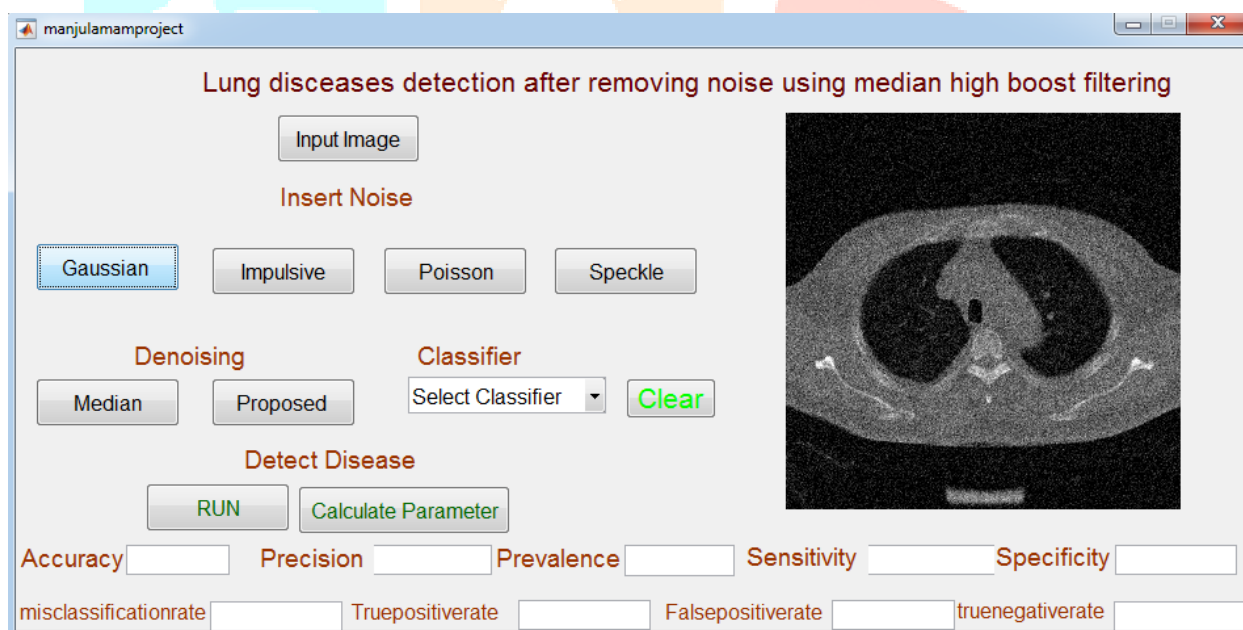 manjulamamproject
Lung disceases detection after removing noise using median high boost filtering
Input Image
Insert Noise
Gaussian Impulsive Poisson Speckle
Denoising Classifier
Median Proposed Select Classifier Clear
Detect Disease
RUN Calculate Parameter
Accuracy Precision Prevalence Sensitivity Specificity
misclassificationrate Truepositiverate Falsepositiverate truenegativerate